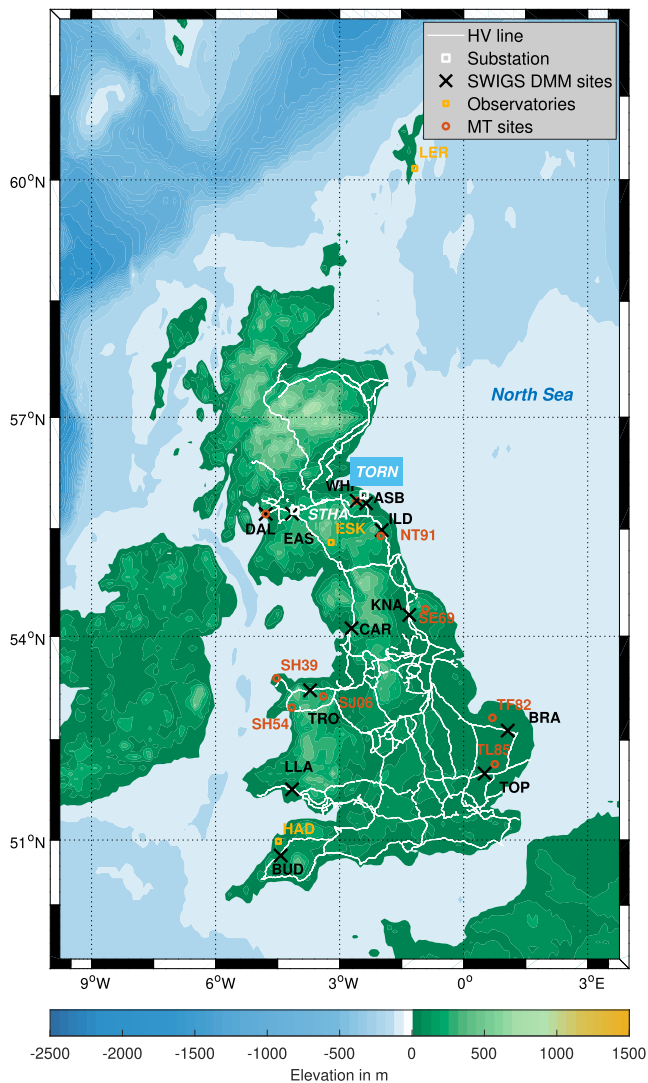 HV line
Substation
SWIGS DMM sites
Observatories
MT sites
LER
60°N
57°N
North Sea
TORN
WHI
ASB
STHA
ILD
DAL
EAS
ESK
NT91
KNA
SE69
54°N
CAR
SH39
SJ06
TF82
SH54
TRO
BRA
TL85
LLA
TOP
HAD
51°N
BUD
9°W
6°W
3°W
0°
3°E
-2500 -2000 -1500 -1000 -500 0 500 1000 1500
Elevation in m